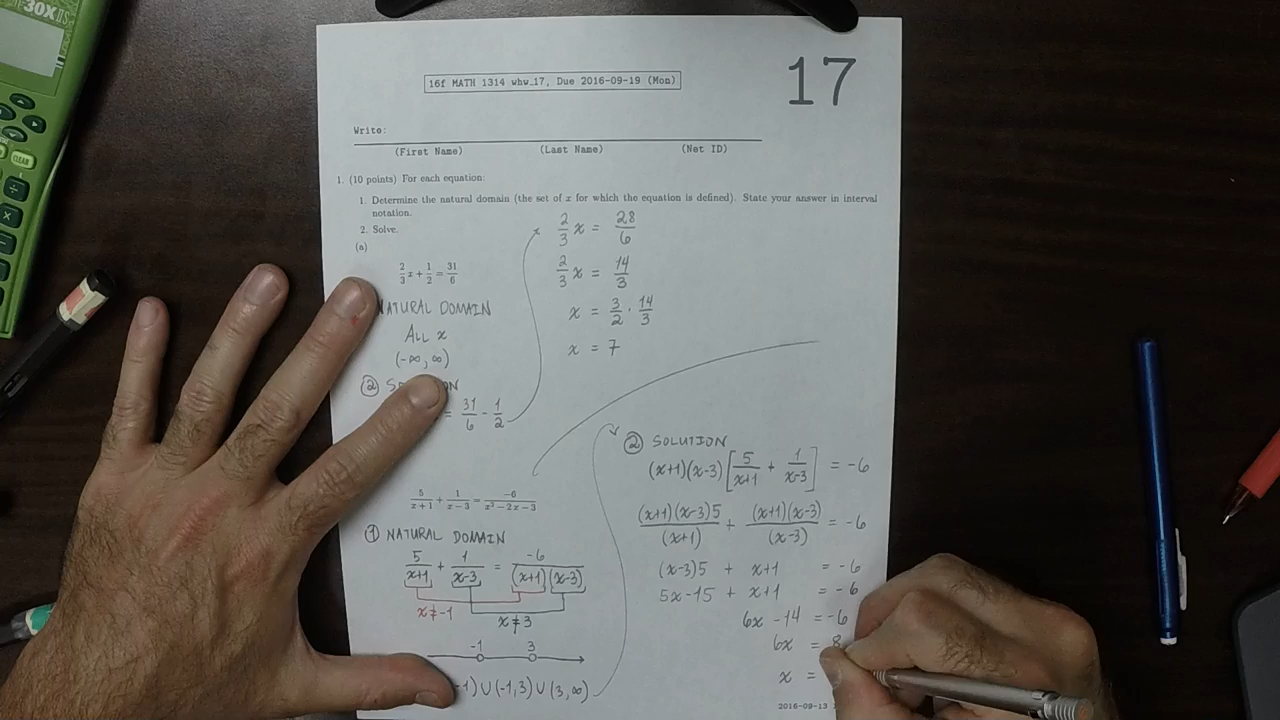 30X IIS
CLEAR
17
16f MATH 1314 whw_17, Due 2016-09-19 (Mon)
Write:
(First Name) (Last Name) (Net ID)
1. (10 points) For each equation:
1. Determine the natural domain (the set of x for which the equation is defined). State your answer in interval
notation.
2. Solve.
(a)
2/3 x + 1/2 = 31/6
NATURAL DOMAIN
ALL x
(-∞, ∞)
②
= 31/6 - 1/2
2/3 x = 28/6
2/3 x = 14/3
x = 3/2 · 14/3
x = 7
5/(x+1) + 1/(x-3) = -6/(x²-2x-3)
① NATURAL DOMAIN
5/(x+1) + 1/(x-3) = -6/((x+1)(x-3))
x≠-1
x≠3
-1 3
-1)∪(-1,3)∪(3,∞)
② SOLUTION
(x+1)(x-3)[5/(x+1) + 1/(x-3)] = -6
(x+1)(x-3)5/(x+1) + (x+1)(x-3)/(x-3) = -6
(x-3)5 + x+1 = -6
5x-15 + x+1 = -6
6x -14 = -6
6x = 8
x =
2016-09-13